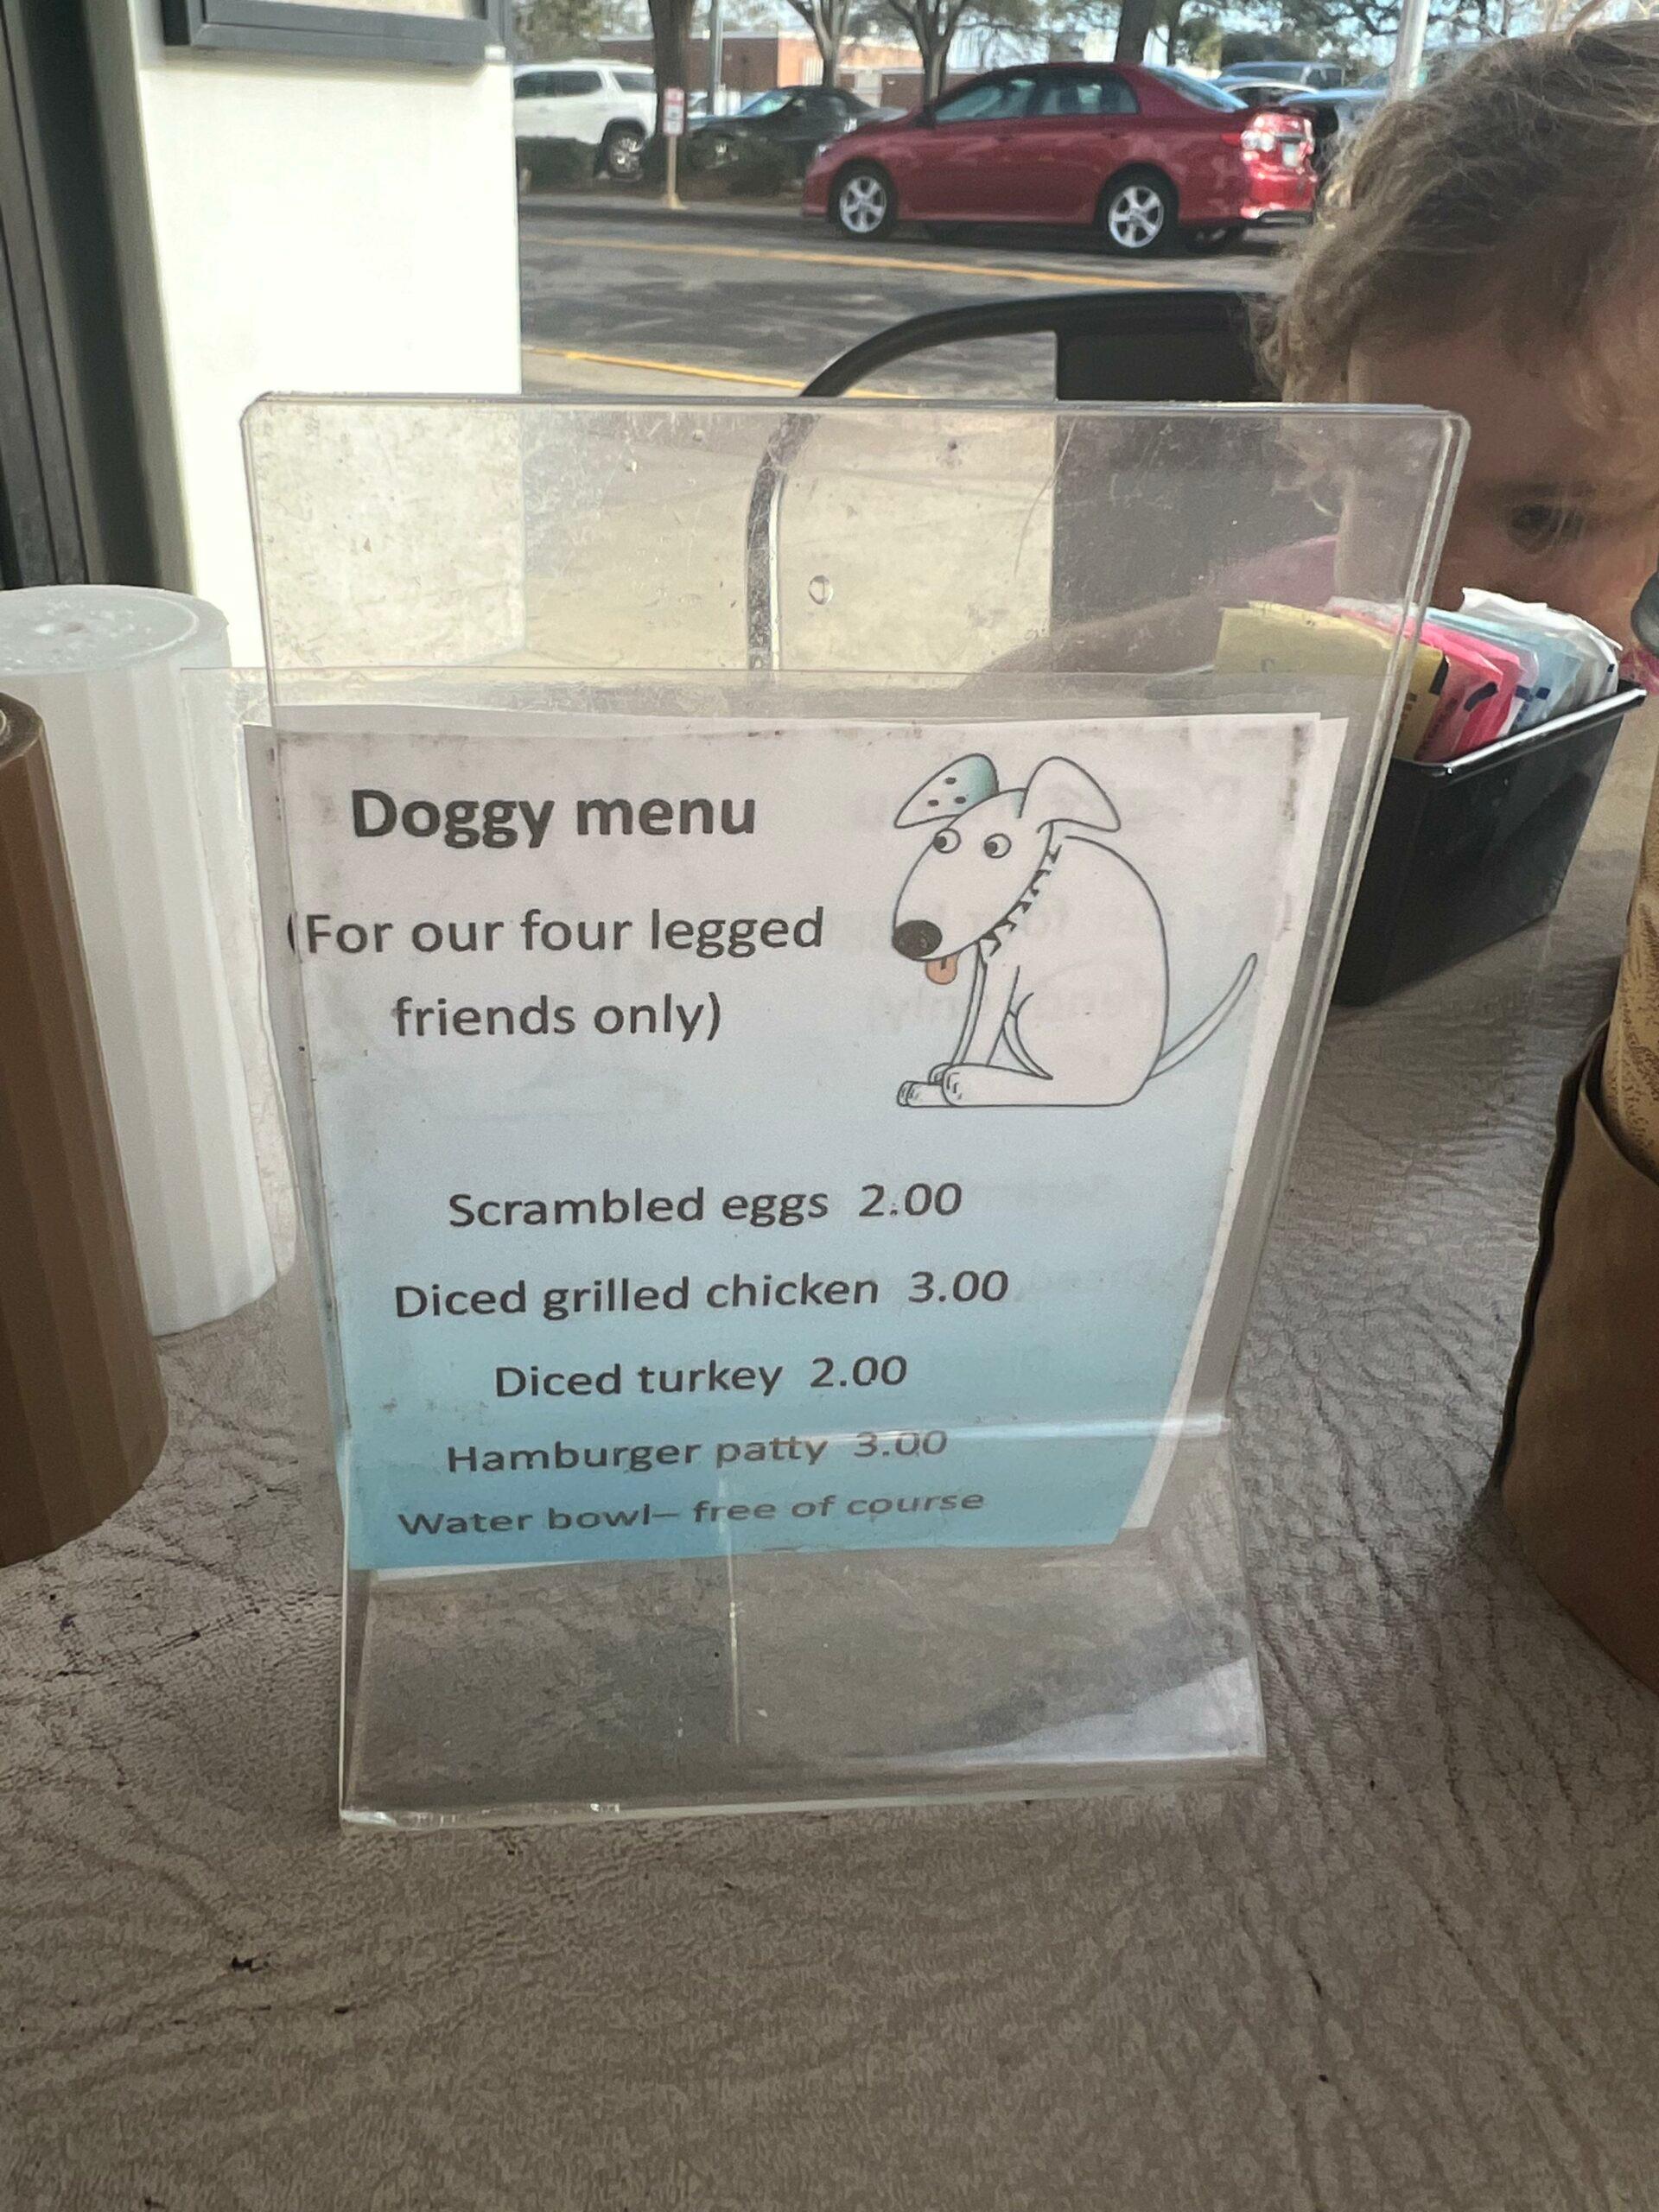 Doggy menu
(For our four legged
friends only)
Scrambled eggs 2.00
Diced grilled chicken 3.00
Diced turkey 2.00
Hamburger patty 3.00
Water bowl– free of course